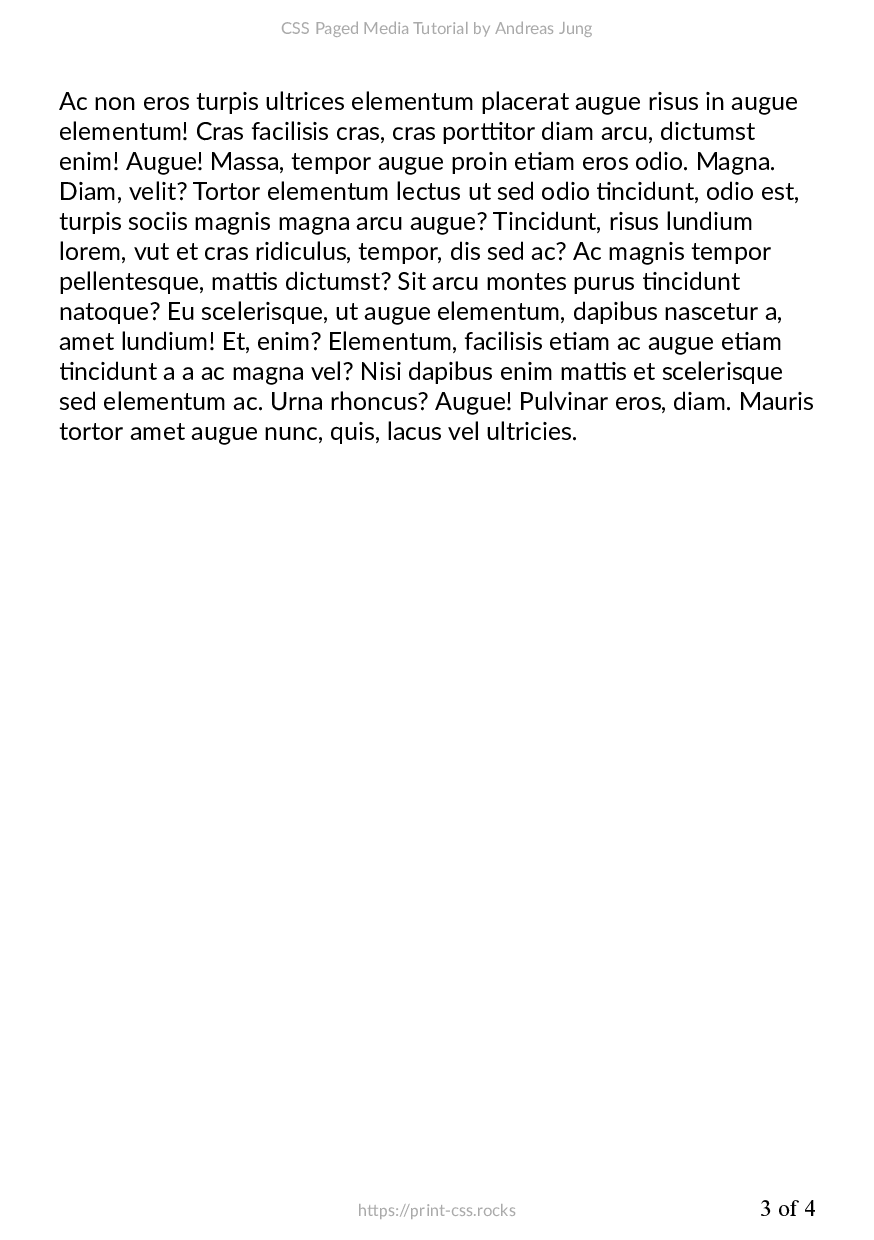 CSS Paged Media Tutorial by Andreas Jung
Ac non eros turpis ultrices elementum placerat augue risus in augue
elementum! Cras facilisis cras, cras porttitor diam arcu, dictumst
enim! Augue! Massa, tempor augue proin etiam eros odio. Magna.
Diam, velit? Tortor elementum lectus ut sed odio tincidunt, odio est,
turpis sociis magnis magna arcu augue? Tincidunt, risus lundium
lorem, vut et cras ridiculus, tempor, dis sed ac? Ac magnis tempor
pellentesque, mattis dictumst? Sit arcu montes purus tincidunt
natoque? Eu scelerisque, ut augue elementum, dapibus nascetur a,
amet lundium! Et, enim? Elementum, facilisis etiam ac augue etiam
tincidunt a a ac magna vel? Nisi dapibus enim mattis et scelerisque
sed elementum ac. Urna rhoncus? Augue! Pulvinar eros, diam. Mauris
tortor amet augue nunc, quis, lacus vel ultricies.
https://print-css.rocks
3 of 4